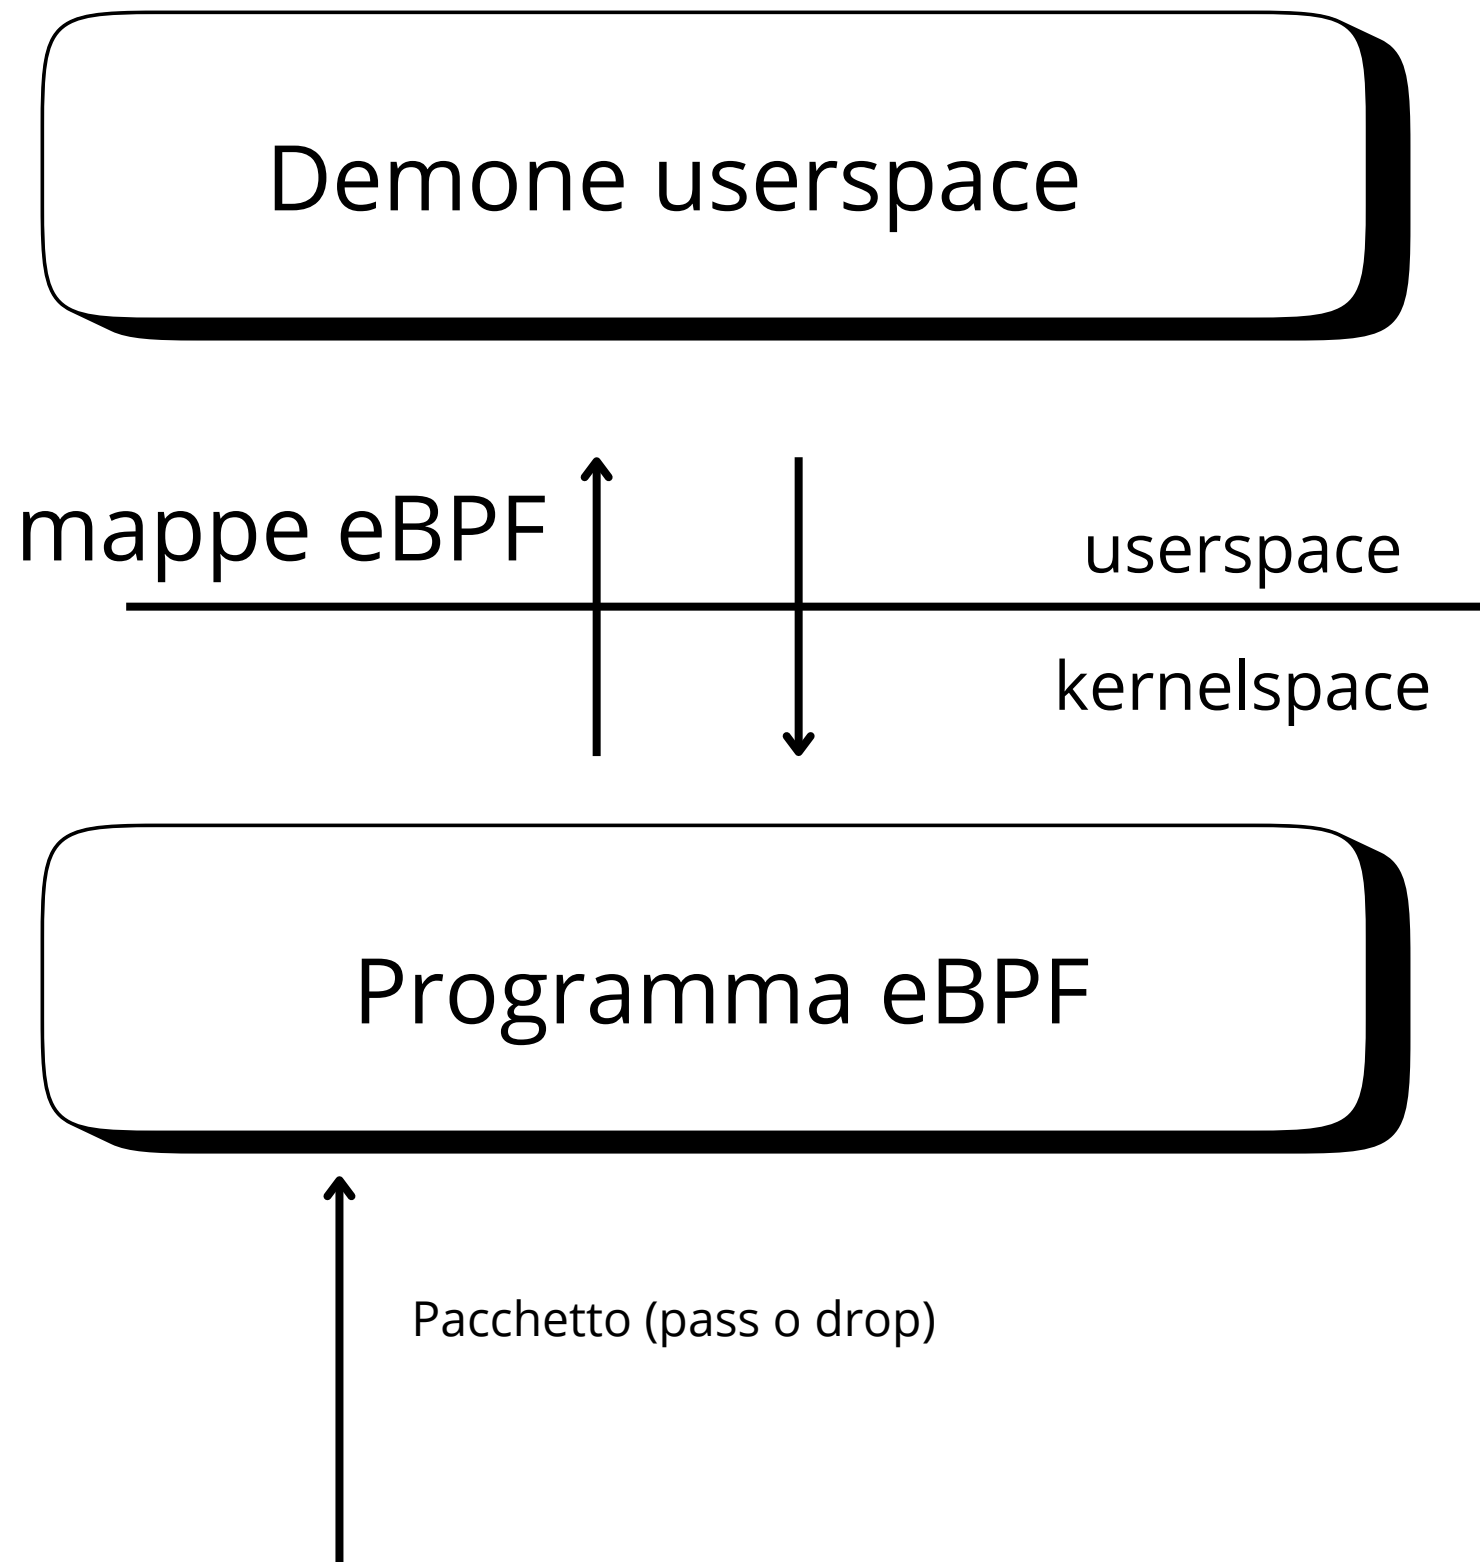 Demone userspace
mappe eBPF
userspace
kernelspace
Programma eBPF
Pacchetto (pass o drop)